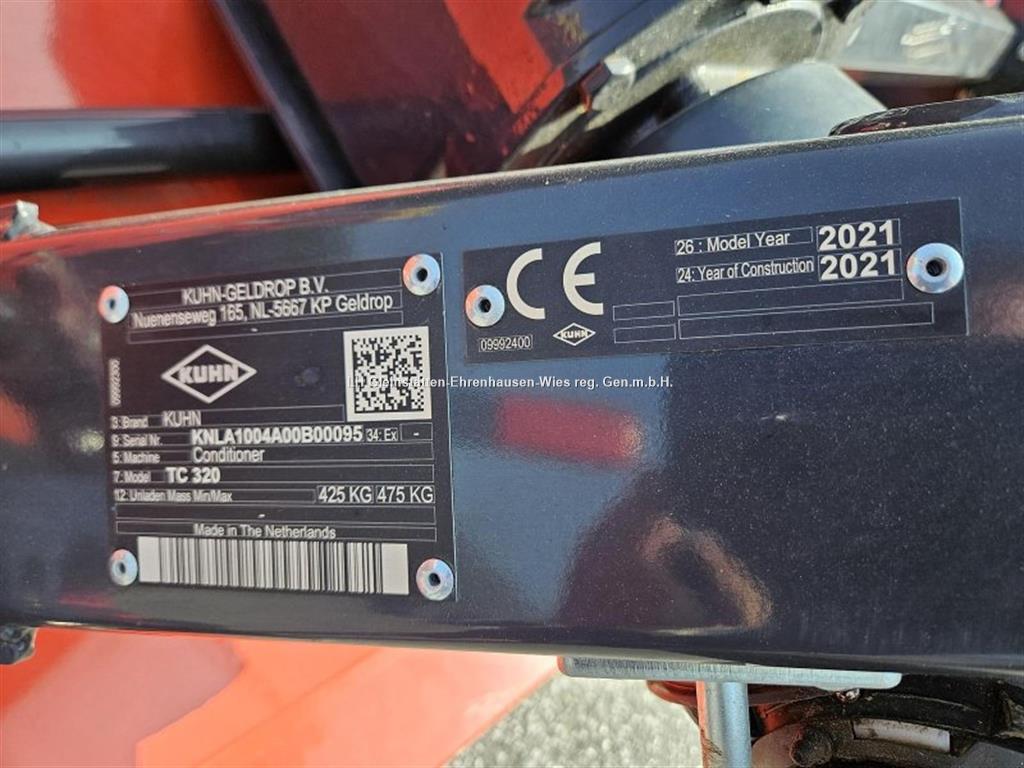 KUHN-GELDROP B.V.
Nuenenseweg 165, NL-5667 KP Geldrop
KUHN
09992300
3: Brand KUHN
9: Serial Nr. KNLA1004A00B00095 34: Ex -
5: Machine Conditioner
7: Model TC 320
12: Unladen Mass Min/Max 425 KG 475 KG
Made in The Netherlands
CE
09992400
KUHN
26 : Model Year 2021
24: Year of Construction 2021
LH Gleinstätten-Ehrenhausen-Wies reg. Gen.m.b.H.